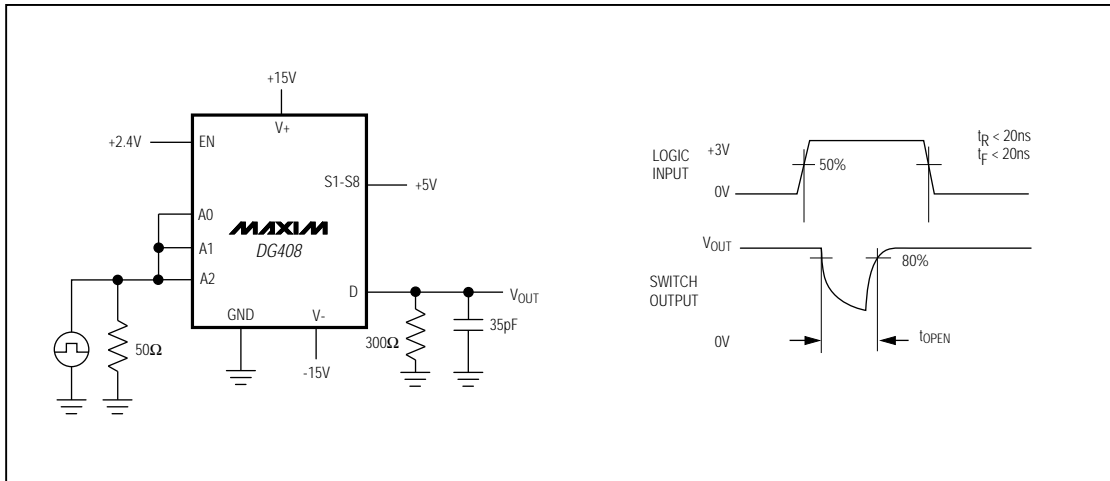 +15V
V+
+2.4V
EN
S1-S8
+5V
A0
A1
MAXIM
DG408
A2
D
VOUT
GND
V-
50Ω
300Ω
35pF
-15V
LOGIC
INPUT
+3V
50%
0V
tR < 20ns
tF < 20ns
VOUT
80%
SWITCH
OUTPUT
0V
tOPEN